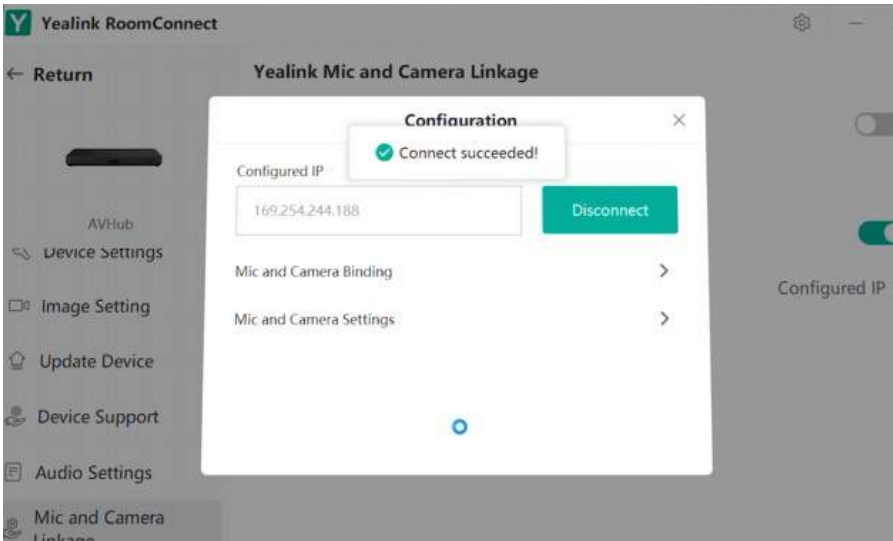 Yealink RoomConnect
Return
Yealink Mic and Camera Linkage
Configuration
Connect succeeded!
Configured IP
169.254.244.188
Disconnect
AVHub
Device Settings
Mic and Camera Binding
Configured IP
Image Setting
Mic and Camera Settings
Update Device
Device Support
Audio Settings
Mic and Camera
Linkage